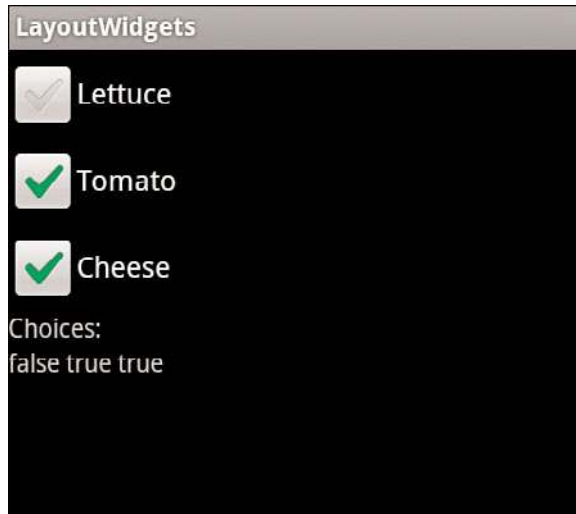 LayoutWidgets
Lettuce
Tomato
Cheese
Choices:
false true true